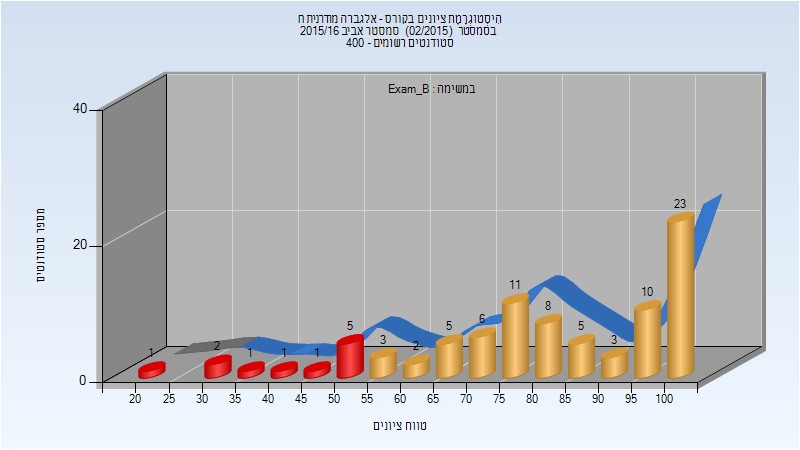 היסטוגרמת ציונים בקורס - אלגברה מודרנית ח
בסמסטר (02/2015) סמסטר אביב 2015/16
סטודנטים רשומים - 400
במשימה : Exam_B
מספר סטודנטים
40
20
0
1 2 1 1 1 5 3 2 5 6 11 8 5 3 10 23
20 25 30 35 40 45 50 55 60 65 70 75 80 85 90 95 100
טווח ציונים